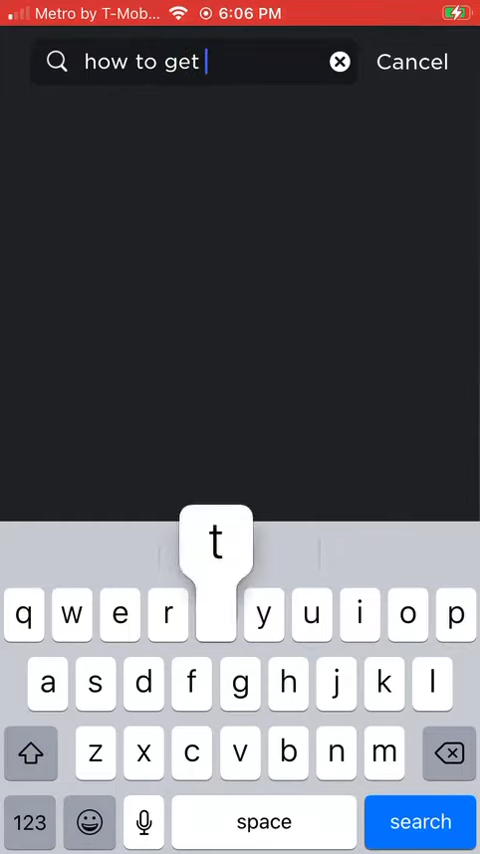 Metro by T-Mob... 6:06 PM
how to get Cancel
t
q w e r y u i o p
a s d f g h j k l
z x c v b n m
123 space search